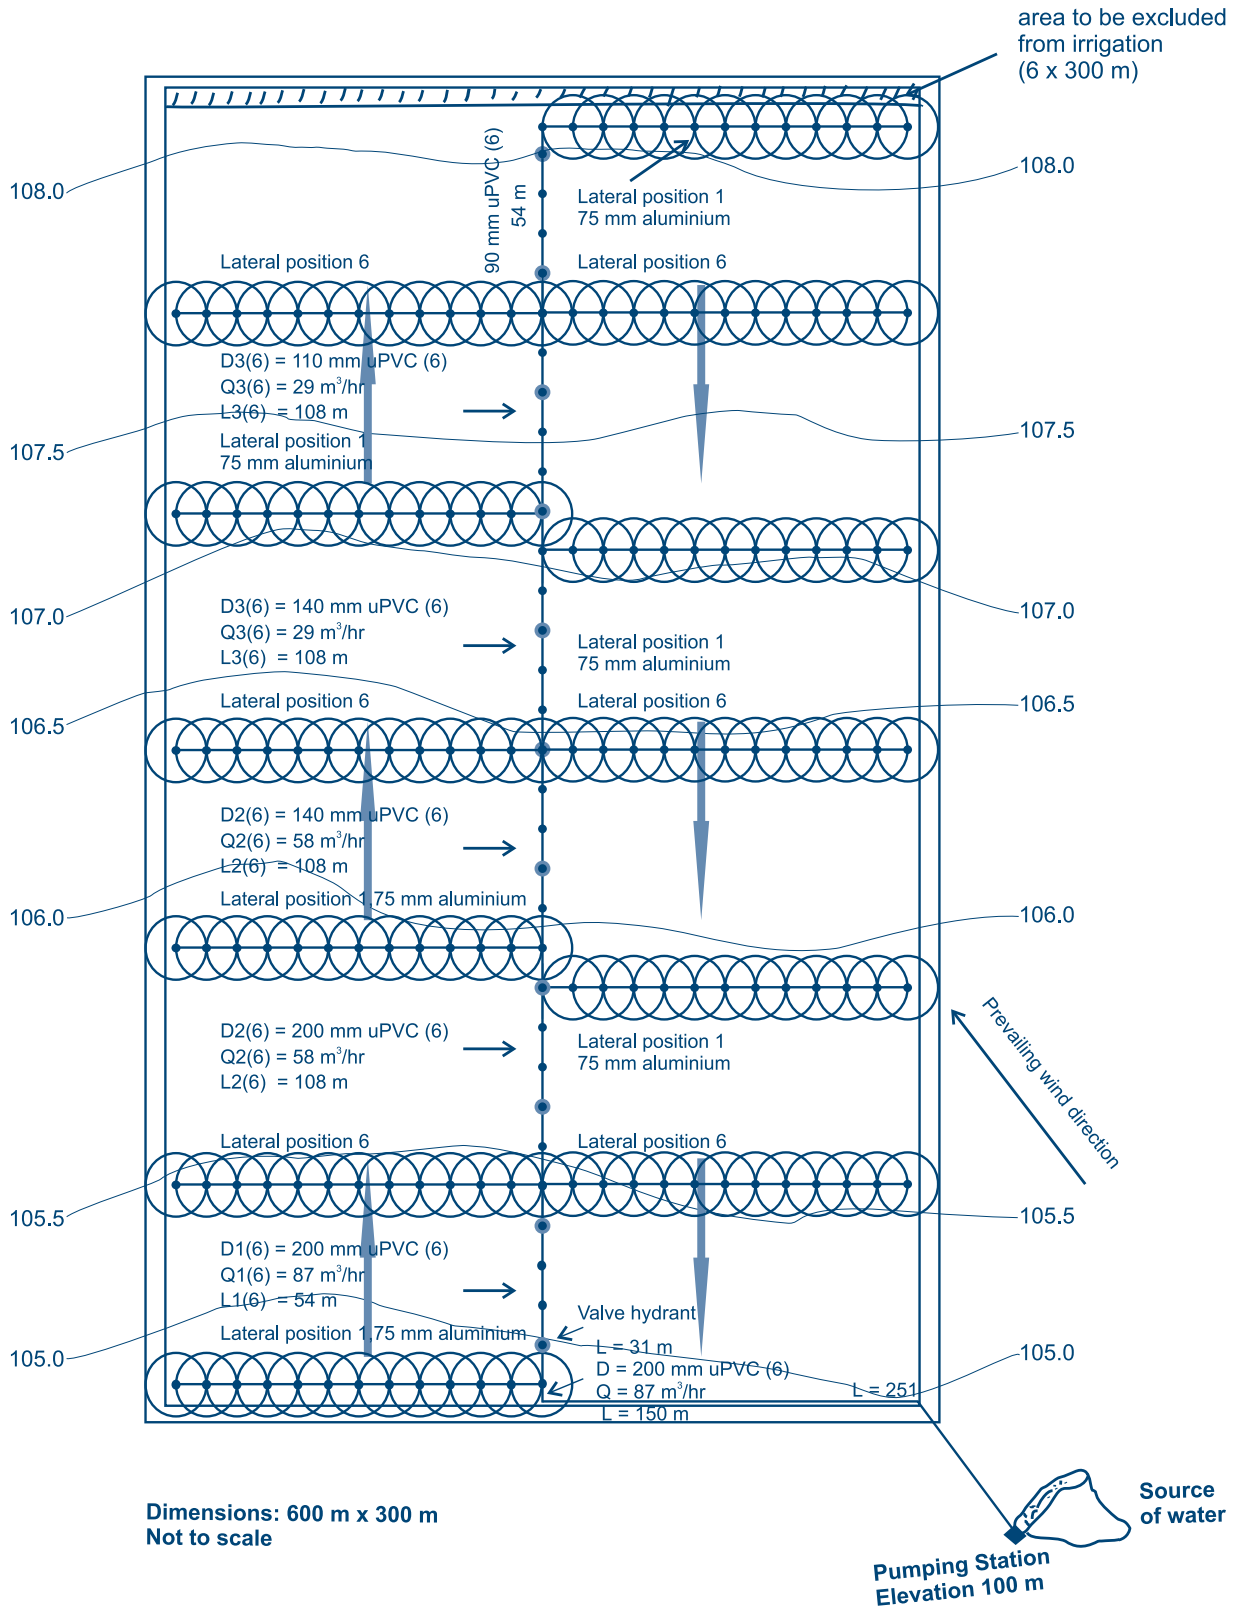 area to be excluded
from irrigation
(6 x 300 m)
108.0
108.0
90 mm uPVC (6)
54 m
Lateral position 1
75 mm aluminium
Lateral position 6
Lateral position 6
D3(6) = 110 mm uPVC (6)
Q3(6) = 29 m³/hr
L3(6) = 108 m
107.5
107.5
Lateral position 1
75 mm aluminium
107.0
107.0
D3(6) = 140 mm uPVC (6)
Q3(6) = 29 m³/hr
L3(6) = 108 m
Lateral position 1
75 mm aluminium
Lateral position 6
Lateral position 6
106.5
106.5
D2(6) = 140 mm uPVC (6)
Q2(6) = 58 m³/hr
L2(6) = 108 m
Lateral position 1,75 mm aluminium
106.0
106.0
D2(6) = 200 mm uPVC (6)
Q2(6) = 58 m³/hr
L2(6) = 108 m
Lateral position 1
75 mm aluminium
Prevailing wind direction
Lateral position 6
Lateral position 6
105.5
105.5
D1(6) = 200 mm uPVC (6)
Q1(6) = 87 m³/hr
L1(6) = 54 m
Lateral position 1,75 mm aluminium
Valve hydrant
105.0
105.0
L = 31 m
D = 200 mm uPVC (6)
Q = 87 m³/hr
L = 150 m
L = 251
Dimensions: 600 m x 300 m
Not to scale
Source
of water
Pumping Station
Elevation 100 m